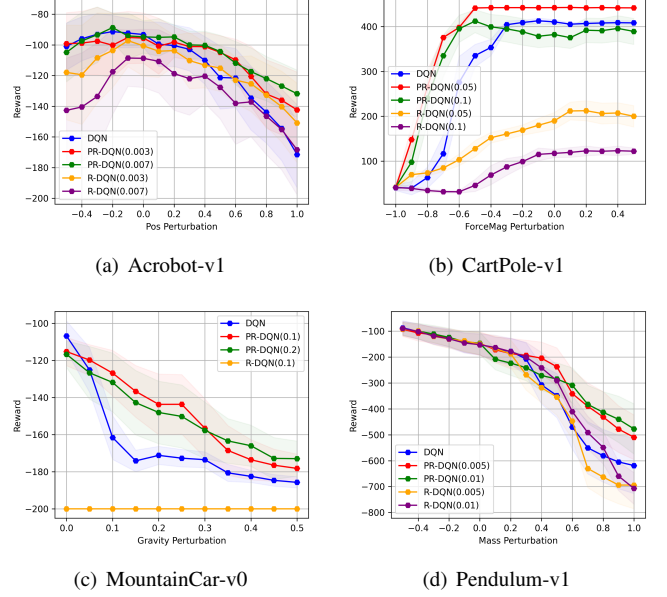 −80
−100
−120
−140
−160
−180
−200
Reward
−0.4 −0.2 0.0 0.2 0.4 0.6 0.8 1.0
Pos Perturbation
DQN
PR-DQN(0.003)
PR-DQN(0.007)
R-DQN(0.003)
R-DQN(0.007)
(a) Acrobot-v1
400
300
200
100
Reward
−1.0 −0.8 −0.6 −0.4 −0.2 0.0 0.2 0.4
ForceMag Perturbation
DQN
PR-DQN(0.05)
PR-DQN(0.1)
R-DQN(0.05)
R-DQN(0.1)
(b) CartPole-v1
−100
−120
−140
−160
−180
−200
Reward
0.0 0.1 0.2 0.3 0.4 0.5
Gravity Perturbation
DQN
PR-DQN(0.1)
PR-DQN(0.2)
R-DQN(0.1)
(c) MountainCar-v0
−100
−200
−300
−400
−500
−600
−700
−800
Reward
−0.4 −0.2 0.0 0.2 0.4 0.6 0.8 1.0
Mass Perturbation
DQN
PR-DQN(0.005)
PR-DQN(0.01)
R-DQN(0.005)
R-DQN(0.01)
(d) Pendulum-v1